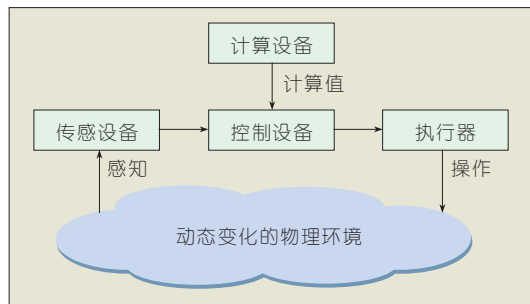 计算设备
计算值
传感设备
控制设备
执行器
感知
操作
动态变化的物理环境